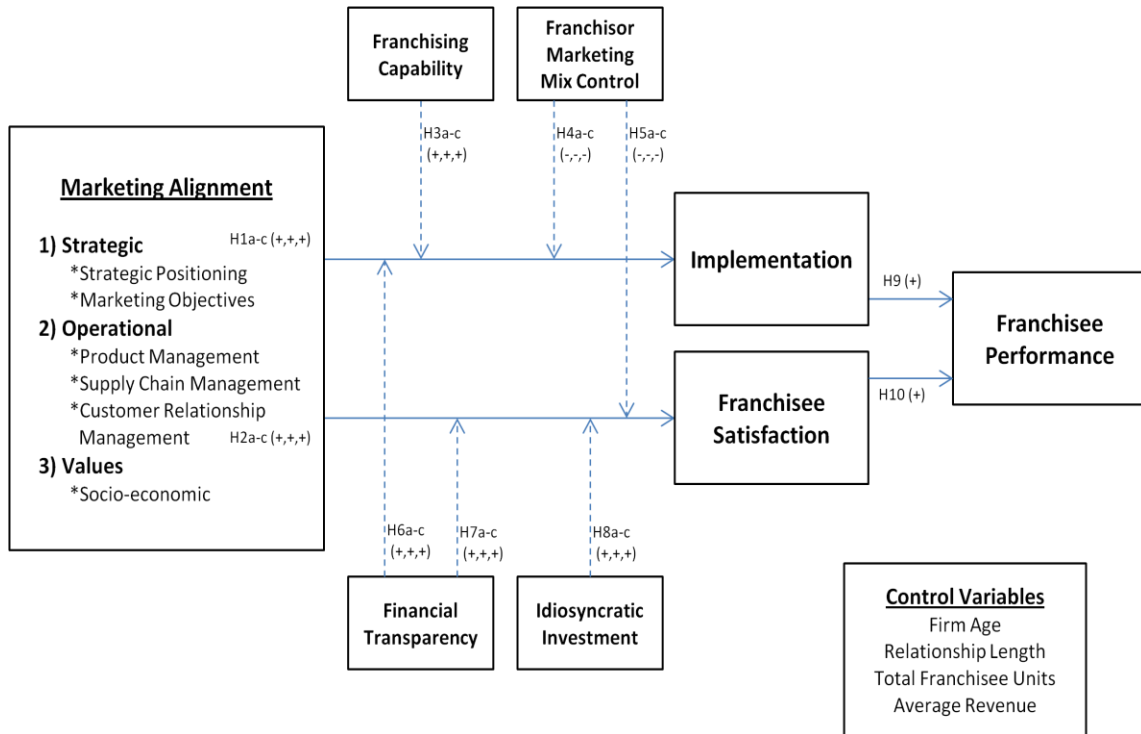 Franchising
Capability
Franchisor
Marketing
Mix Control
H3a-c
(+,+,+)
H4a-c
(-,-,-)
H5a-c
(-,-,-)
Marketing Alignment
1) Strategic
H1a-c (+,+,+)
*Strategic Positioning
*Marketing Objectives
2) Operational
*Product Management
*Supply Chain Management
*Customer Relationship
Management
H2a-c (+,+,+)
3) Values
*Socio-economic
Implementation
Franchisee
Satisfaction
H9 (+)
H10 (+)
Franchisee
Performance
H6a-c
(+,+,+)
H7a-c
(+,+,+)
H8a-c
(+,+,+)
Financial
Transparency
Idiosyncratic
Investment
Control Variables
Firm Age
Relationship Length
Total Franchisee Units
Average Revenue